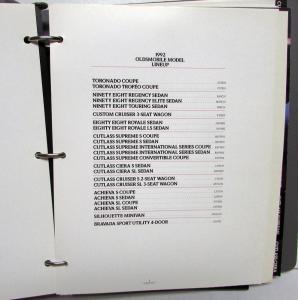 1992
OLDSMOBILE MODEL
LINEUP
TORONADO COUPE
TORONADO TROFÉO COUPE
NINETY EIGHT REGENCY SEDAN
NINETY EIGHT REGENCY ELITE SEDAN
NINETY EIGHT TOURING SEDAN
CUSTOM CRUISER 3-SEAT WAGON
EIGHTY EIGHT ROYALE SEDAN
EIGHTY EIGHT ROYALE LS SEDAN
CUTLASS SUPREME S COUPE
CUTLASS SUPREME S SEDAN
CUTLASS SUPREME INTERNATIONAL SERIES COUPE
CUTLASS SUPREME INTERNATIONAL SERIES SEDAN
CUTLASS SUPREME CONVERTIBLE COUPE
CUTLASS CIERA S SEDAN
CUTLASS CIERA SL SEDAN
CUTLASS CRUISER S 2-SEAT WAGON
CUTLASS CRUISER SL 3-SEAT WAGON
ACHIEVA S COUPE
ACHIEVA S SEDAN
ACHIEVA SL COUPE
ACHIEVA SL SEDAN
SILHOUETTE MINIVAN
BRAVADA SPORT UTILITY 4-DOOR